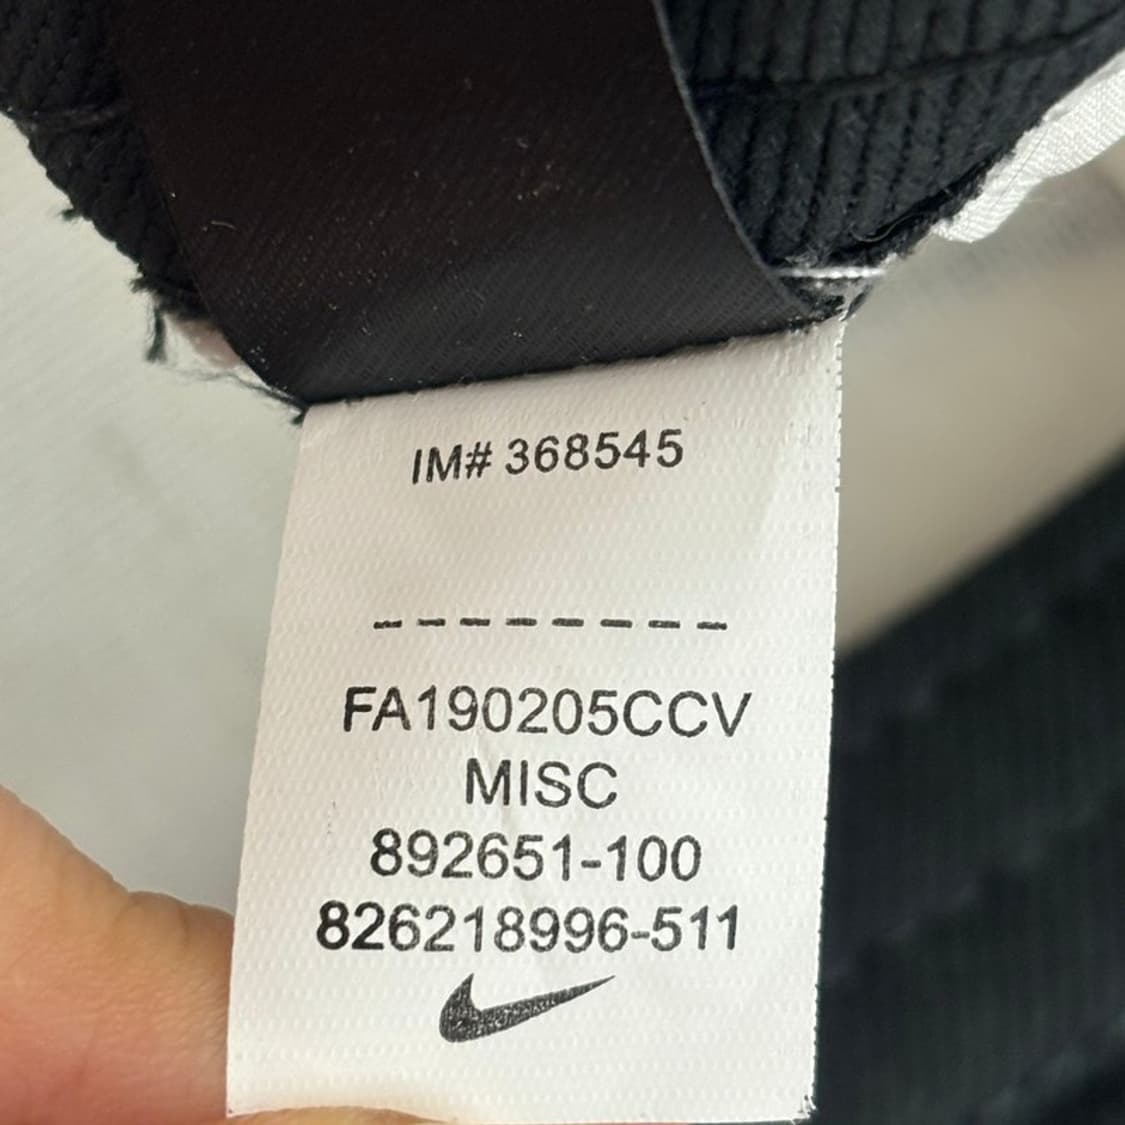 IM# 368545
---------
FA190205CCV
MISC
892651-100
826218996-511